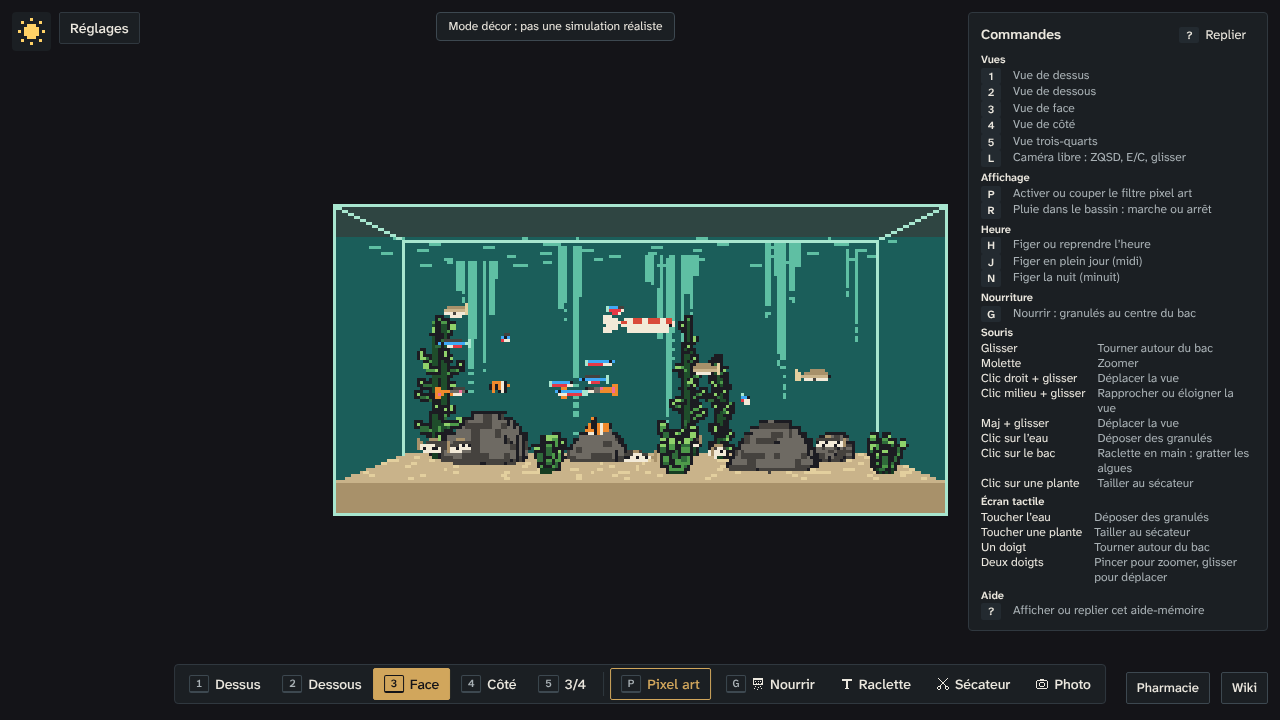 Réglages
Mode décor : pas une simulation réaliste
Commandes
? Replier
Vues
1 Vue de dessus
2 Vue de dessous
3 Vue de face
4 Vue de côté
5 Vue trois-quarts
L Caméra libre : ZQSD, E/C, glisser
Affichage
P Activer ou couper le filtre pixel art
R Pluie dans le bassin : marche ou arrêt
Heure
H Figer ou reprendre l'heure
J Figer en plein jour (midi)
N Figer la nuit (minuit)
Nourriture
G Nourrir : granulés au centre du bac
Souris
Glisser Tourner autour du bac
Molette Zoomer
Clic droit + glisser Déplacer la vue
Clic milieu + glisser Rapprocher ou éloigner la
vue
Maj + glisser Déplacer la vue
Clic sur l'eau Déposer des granulés
Clic sur le bac Raclette en main : gratter les
algues
Clic sur une plante Tailler au sécateur
Écran tactile
Toucher l'eau Déposer des granulés
Toucher une plante Tailler au sécateur
Un doigt Tourner autour du bac
Deux doigts Pincer pour zoomer, glisser
pour déplacer
Aide
? Afficher ou replier cet aide-mémoire
1 Dessus 2 Dessous 3 Face 4 Côté 5 3/4 P Pixel art G Nourrir Raclette Sécateur Photo
Pharmacie Wiki